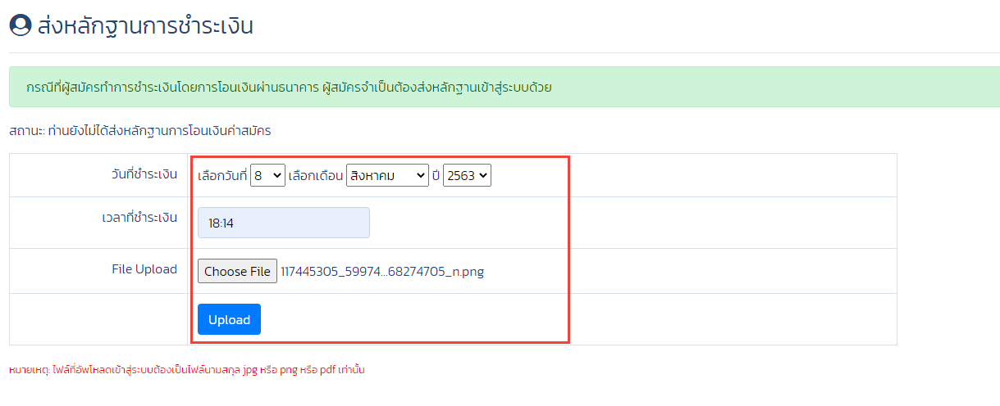 ส่งหลักฐานการชำระเงิน
กรณีที่ผู้สมัครทำการชำระเงินโดยการโอนเงินผ่านธนาคาร ผู้สมัครจำเป็นต้องส่งหลักฐานเข้าสู่ระบบด้วย
สถานะ: ท่านยังไม่ได้ส่งหลักฐานการโอนเงินค่าสมัคร
วันที่ชำระเงิน เลือกวันที่ 8 เลือกเดือน สิงหาคม ปี 2563
เวลาที่ชำระเงิน 18:14
File Upload Choose File 117445305_59974...68274705_n.png
Upload
หมายเหตุ: ไฟล์ที่อัพโหลดเข้าสู่ระบบต้องเป็นไฟล์นามสกุล jpg หรือ png หรือ pdf เท่านั้น